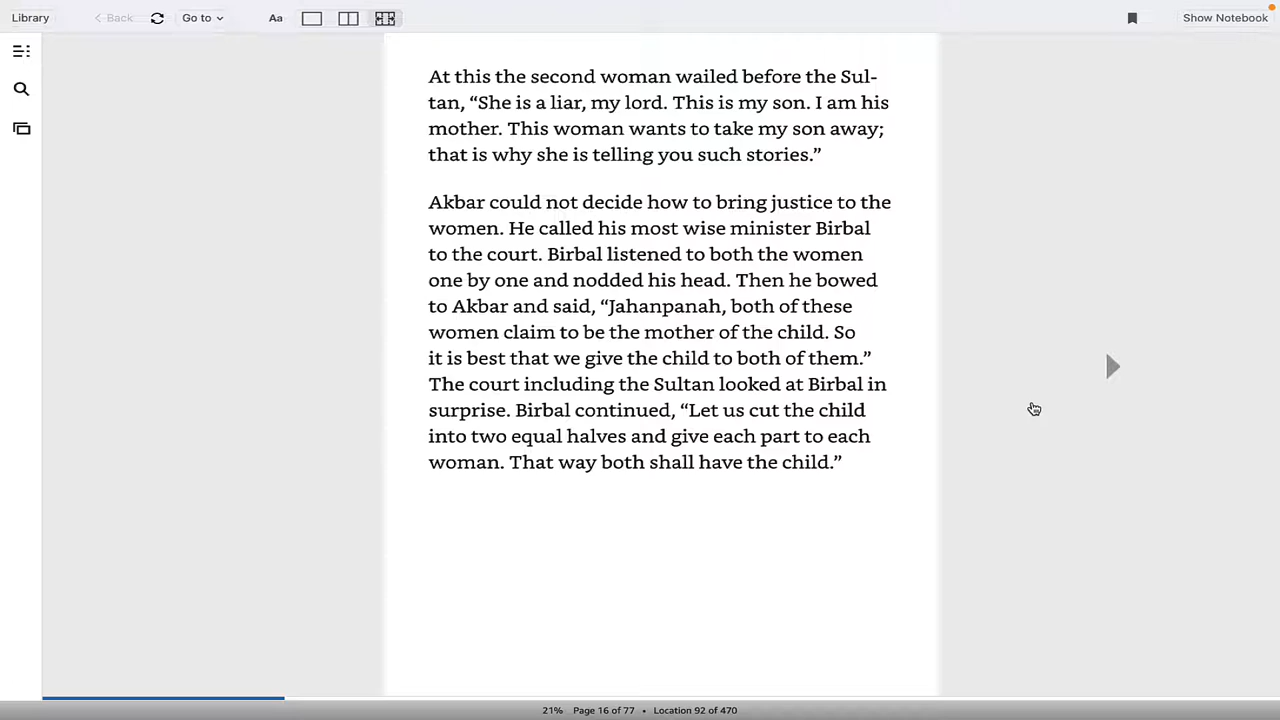 Library
Back
Go to
Aa
Show Notebook
At this the second woman wailed before the Sul-
tan, “She is a liar, my lord. This is my son. I am his
mother. This woman wants to take my son away;
that is why she is telling you such stories.”
Akbar could not decide how to bring justice to the
women. He called his most wise minister Birbal
to the court. Birbal listened to both the women
one by one and nodded his head. Then he bowed
to Akbar and said, “Jahanpanah, both of these
women claim to be the mother of the child. So
it is best that we give the child to both of them.”
The court including the Sultan looked at Birbal in
surprise. Birbal continued, “Let us cut the child
into two equal halves and give each part to each
woman. That way both shall have the child.”
21% Page 16 of 77 • Location 92 of 470